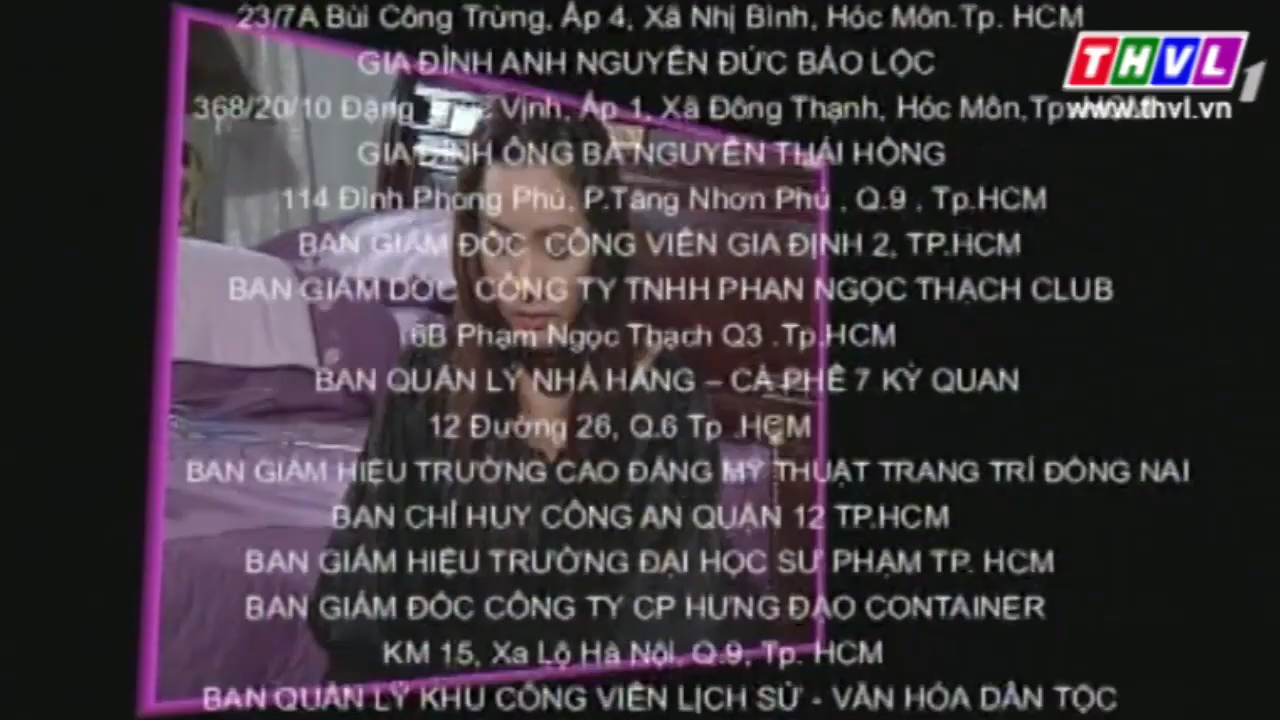 23/7A Bùi Công Trừng, Ấp 4, Xã Nhị Bình, Hóc Môn.Tp. HCM
THVL 1
GIA ĐÌNH ANH NGUYỄN ĐỨC BẢO LỘC
368/20/10 Đặng Vịnh, Ấp 1, Xã Đông Thạnh, Hóc Môn,Tp.HCM
www.thvl.vn
GIA ĐÌNH ÔNG BÀ NGUYỄN THÁI HỒNG
114 Đình Phong Phú, P.Tăng Nhơn Phú , Q.9 , Tp.HCM
BAN GIÁM ĐỐC CÔNG VIÊN GIA ĐỊNH 2, TP.HCM
BAN GIÁM DỐC CÔNG TY TNHH PHAN NGỌC THẠCH CLUB
6B Phạm Ngọc Thạch Q3 .Tp.HCM
BAN QUẢN LÝ NHÀ HÀNG – CÀ PHÊ 7 KỲ QUAN
12 Đường 26, Q.6 Tp .HCM
BAN GIÁM HIỆU TRƯỜNG CAO ĐẲNG MỸ THUẬT TRANG TRÍ ĐỒNG NAI
BAN CHỈ HUY CÔNG AN QUẬN 12 TP.HCM
BAN GIÁM HIỆU TRƯỜNG ĐẠI HỌC SƯ PHẠM TP. HCM
BAN GIÁM ĐỐC CÔNG TY CP HƯNG ĐẠO CONTAINER
KM 15, Xa Lộ Hà Nội, Q.9, Tp. HCM
BAN QUẢN LÝ KHU CÔNG VIÊN LỊCH SỬ - VĂN HÓA DÂN TỘC